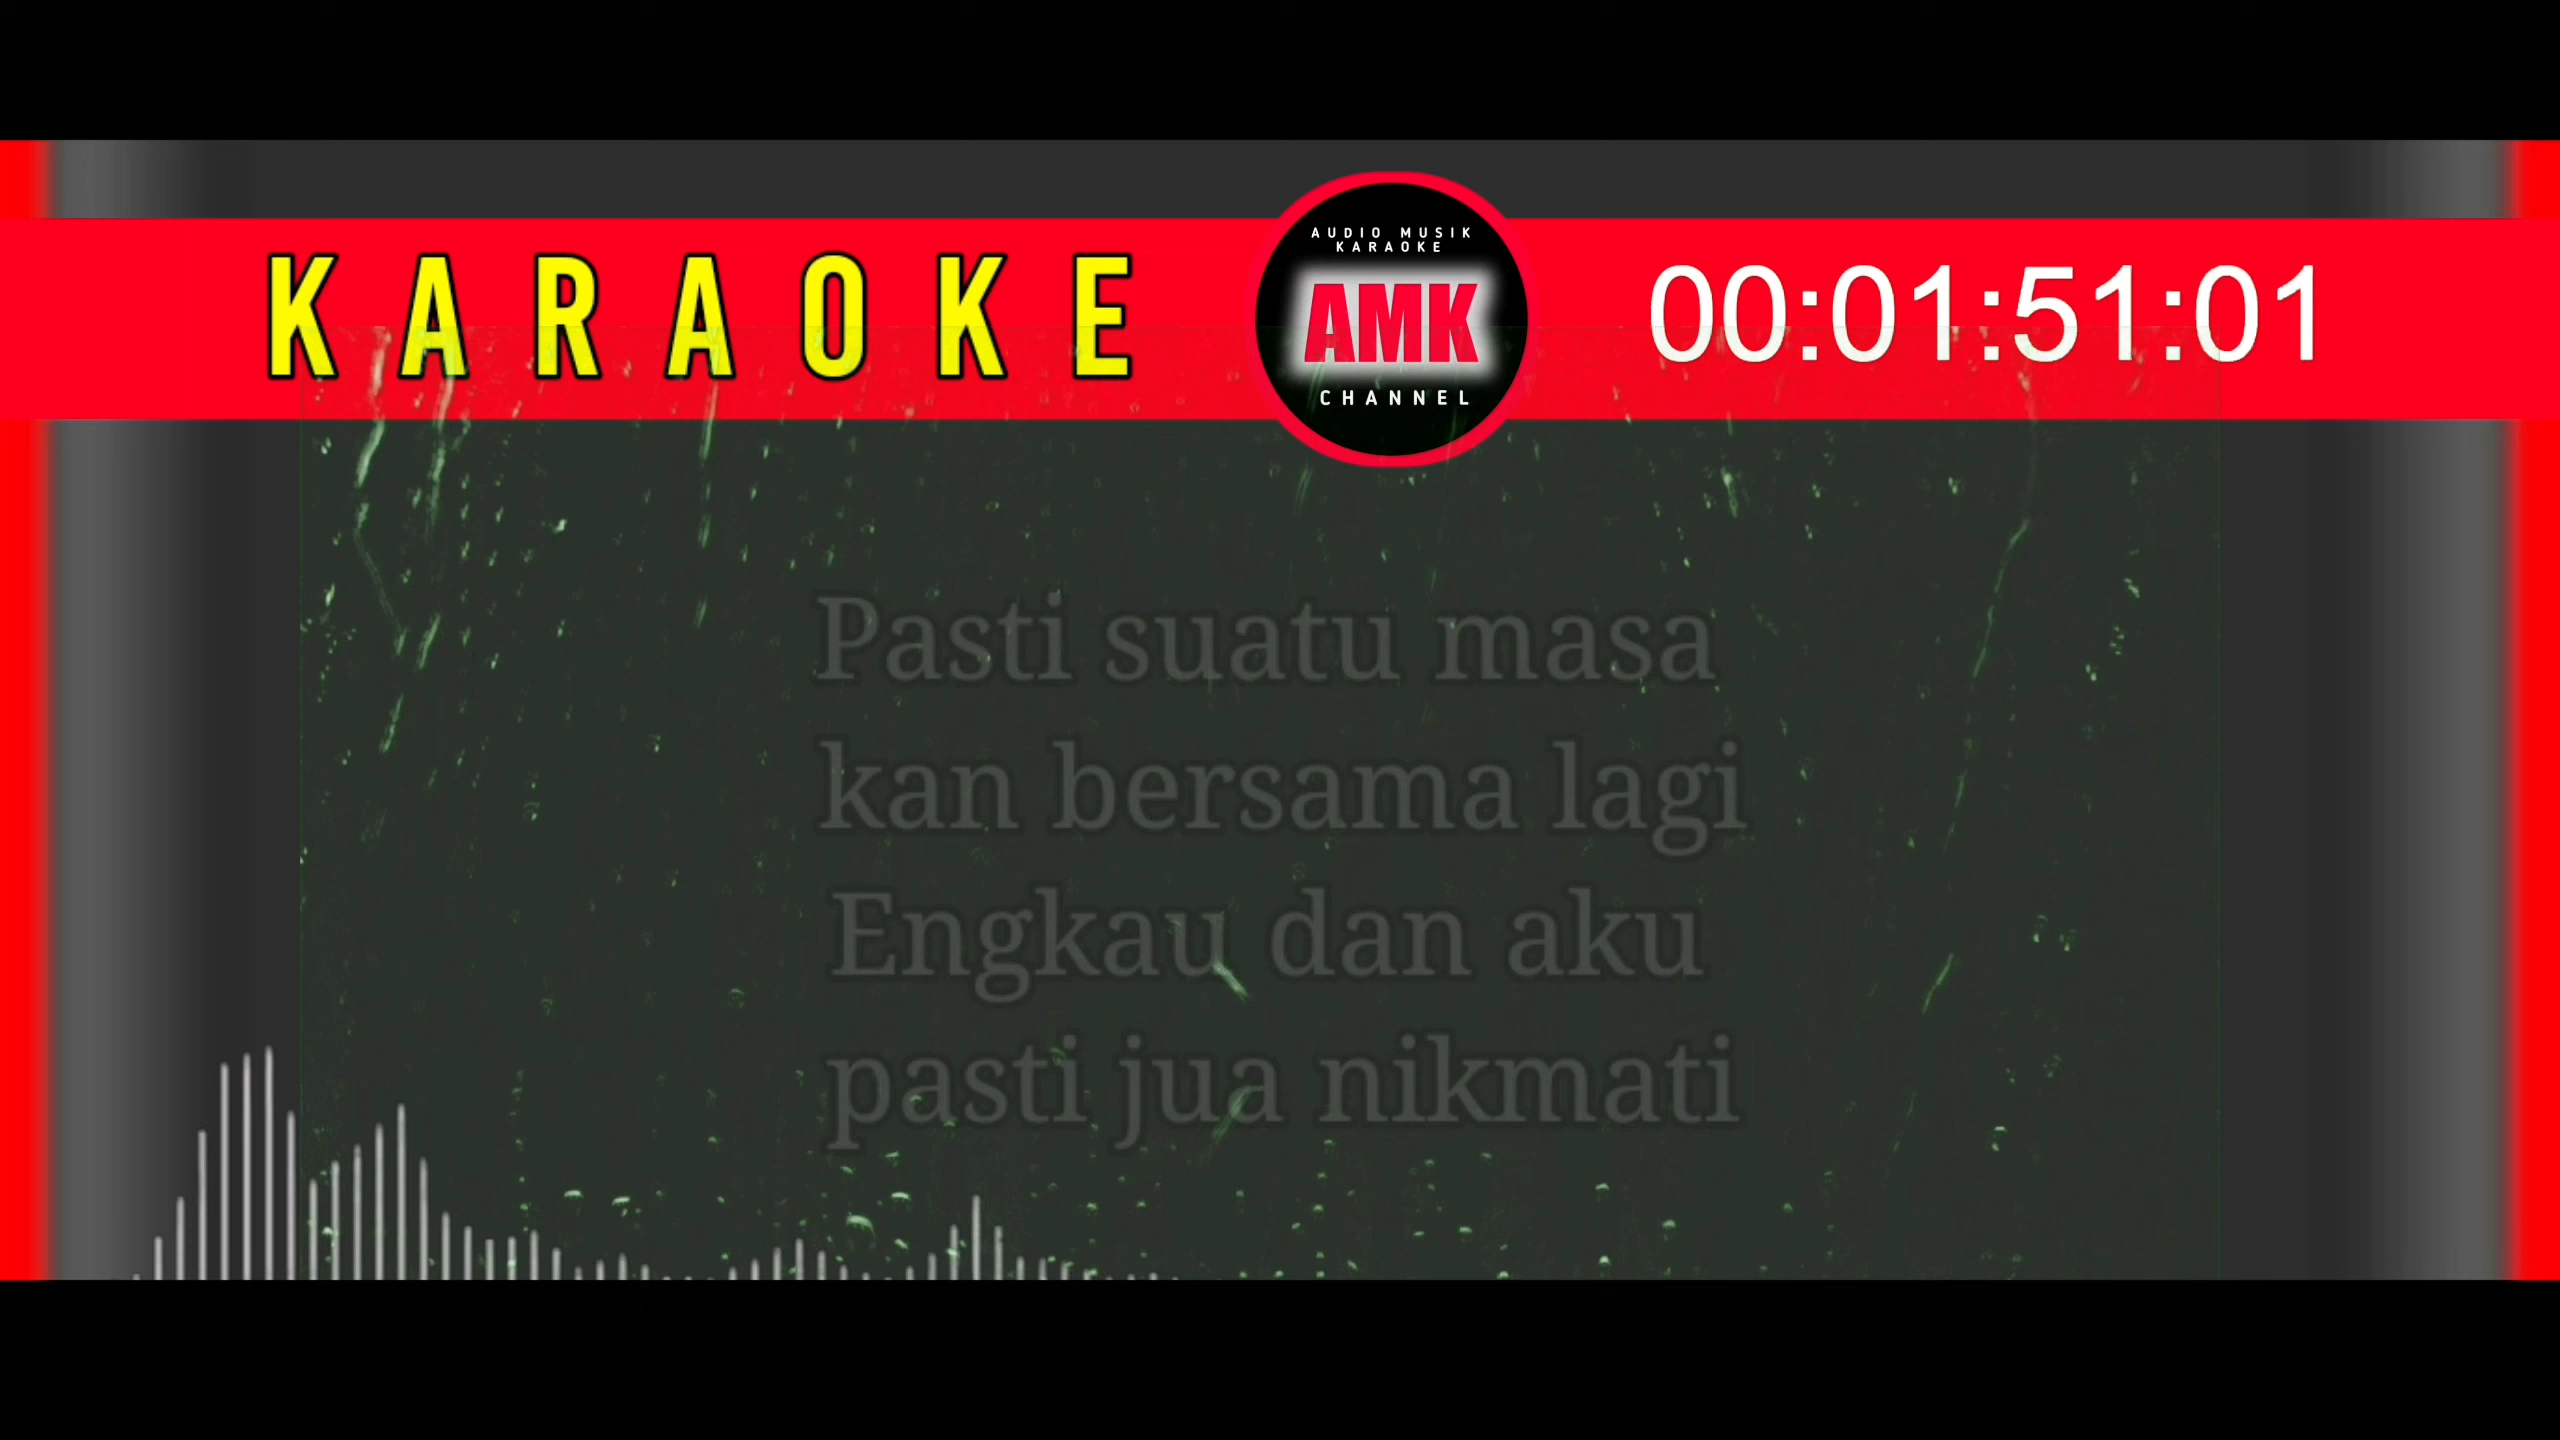 KARAOKE
AUDIO MUSIK
KARAOKE
AMK
CHANNEL
00:01:51:01
Pasti suatu masa
kan bersama lagi
Engkau dan aku
pasti jua nikmati